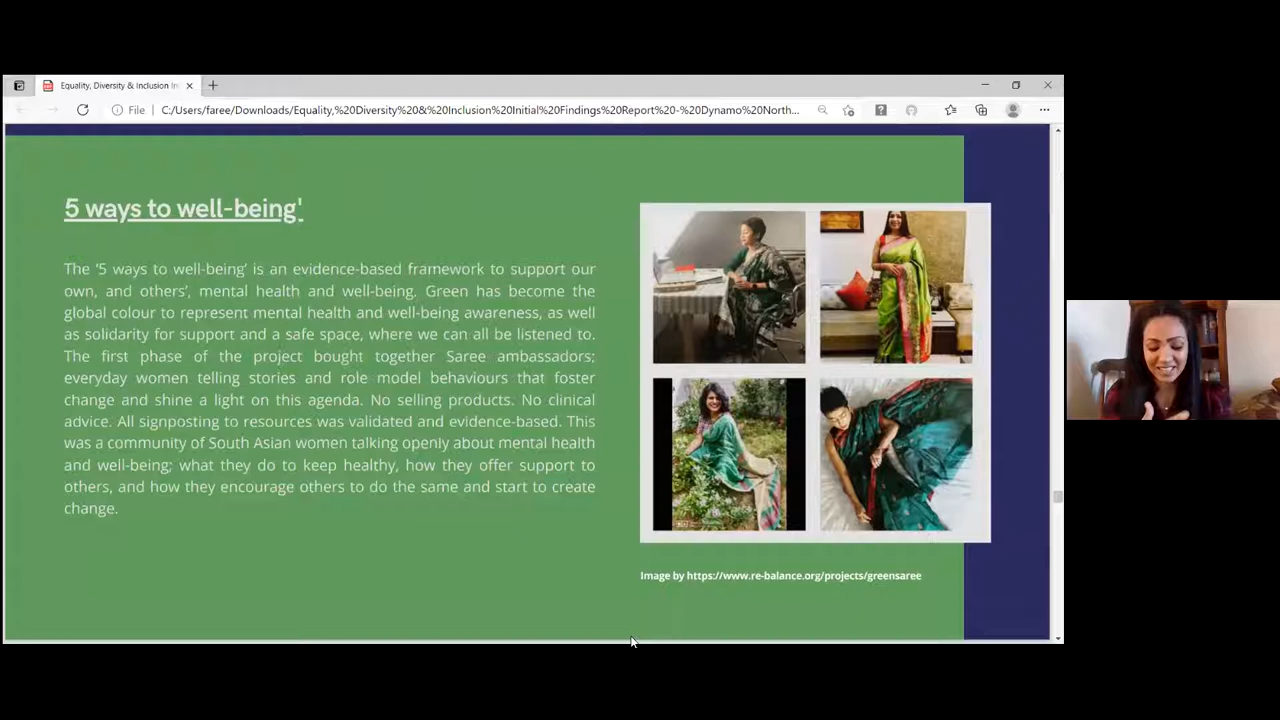 Equality, Diversity & Inclusion In
File
C:/Users/faree/Downloads/Equality,%20Diversity%20&%20Inclusion%20Initial%20Findings%20Report%20-%20Dynamo%20North...
5 ways to well-being'
The '5 ways to well-being' is an evidence-based framework to support our
own, and others', mental health and well-being. Green has become the
global colour to represent mental health and well-being awareness, as well
as solidarity for support and a safe space, where we can all be listened to.
The first phase of the project bought together Saree ambassadors;
everyday women telling stories and role model behaviours that foster
change and shine a light on this agenda. No selling products. No clinical
advice. All signposting to resources was validated and evidence-based. This
was a community of South Asian women talking openly about mental health
and well-being; what they do to keep healthy, how they offer support to
others, and how they encourage others to do the same and start to create
change.
Image by https://www.re-balance.org/projects/greensaree